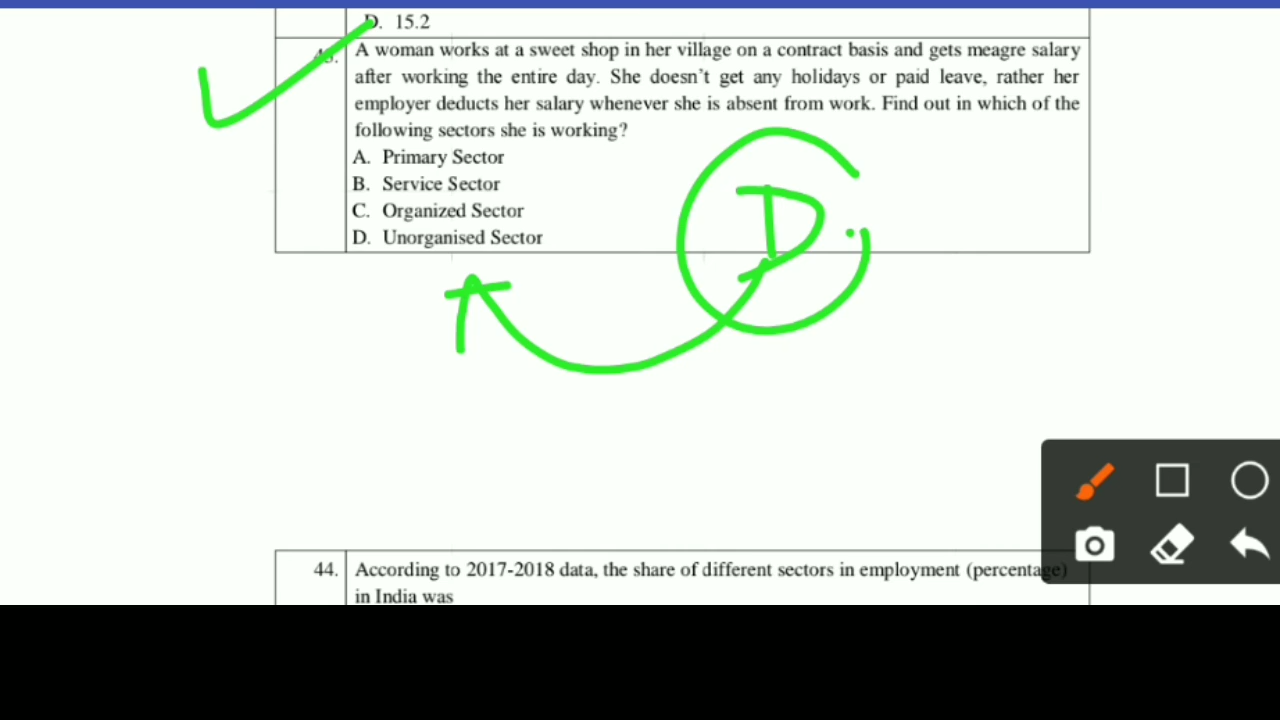 D. 15.2
43. A woman works at a sweet shop in her village on a contract basis and gets meagre salary
after working the entire day. She doesn't get any holidays or paid leave, rather her
employer deducts her salary whenever she is absent from work. Find out in which of the
following sectors she is working?
A. Primary Sector
B. Service Sector
C. Organized Sector
D. Unorganised Sector
D
44. According to 2017-2018 data, the share of different sectors in employment (percentage)
in India was